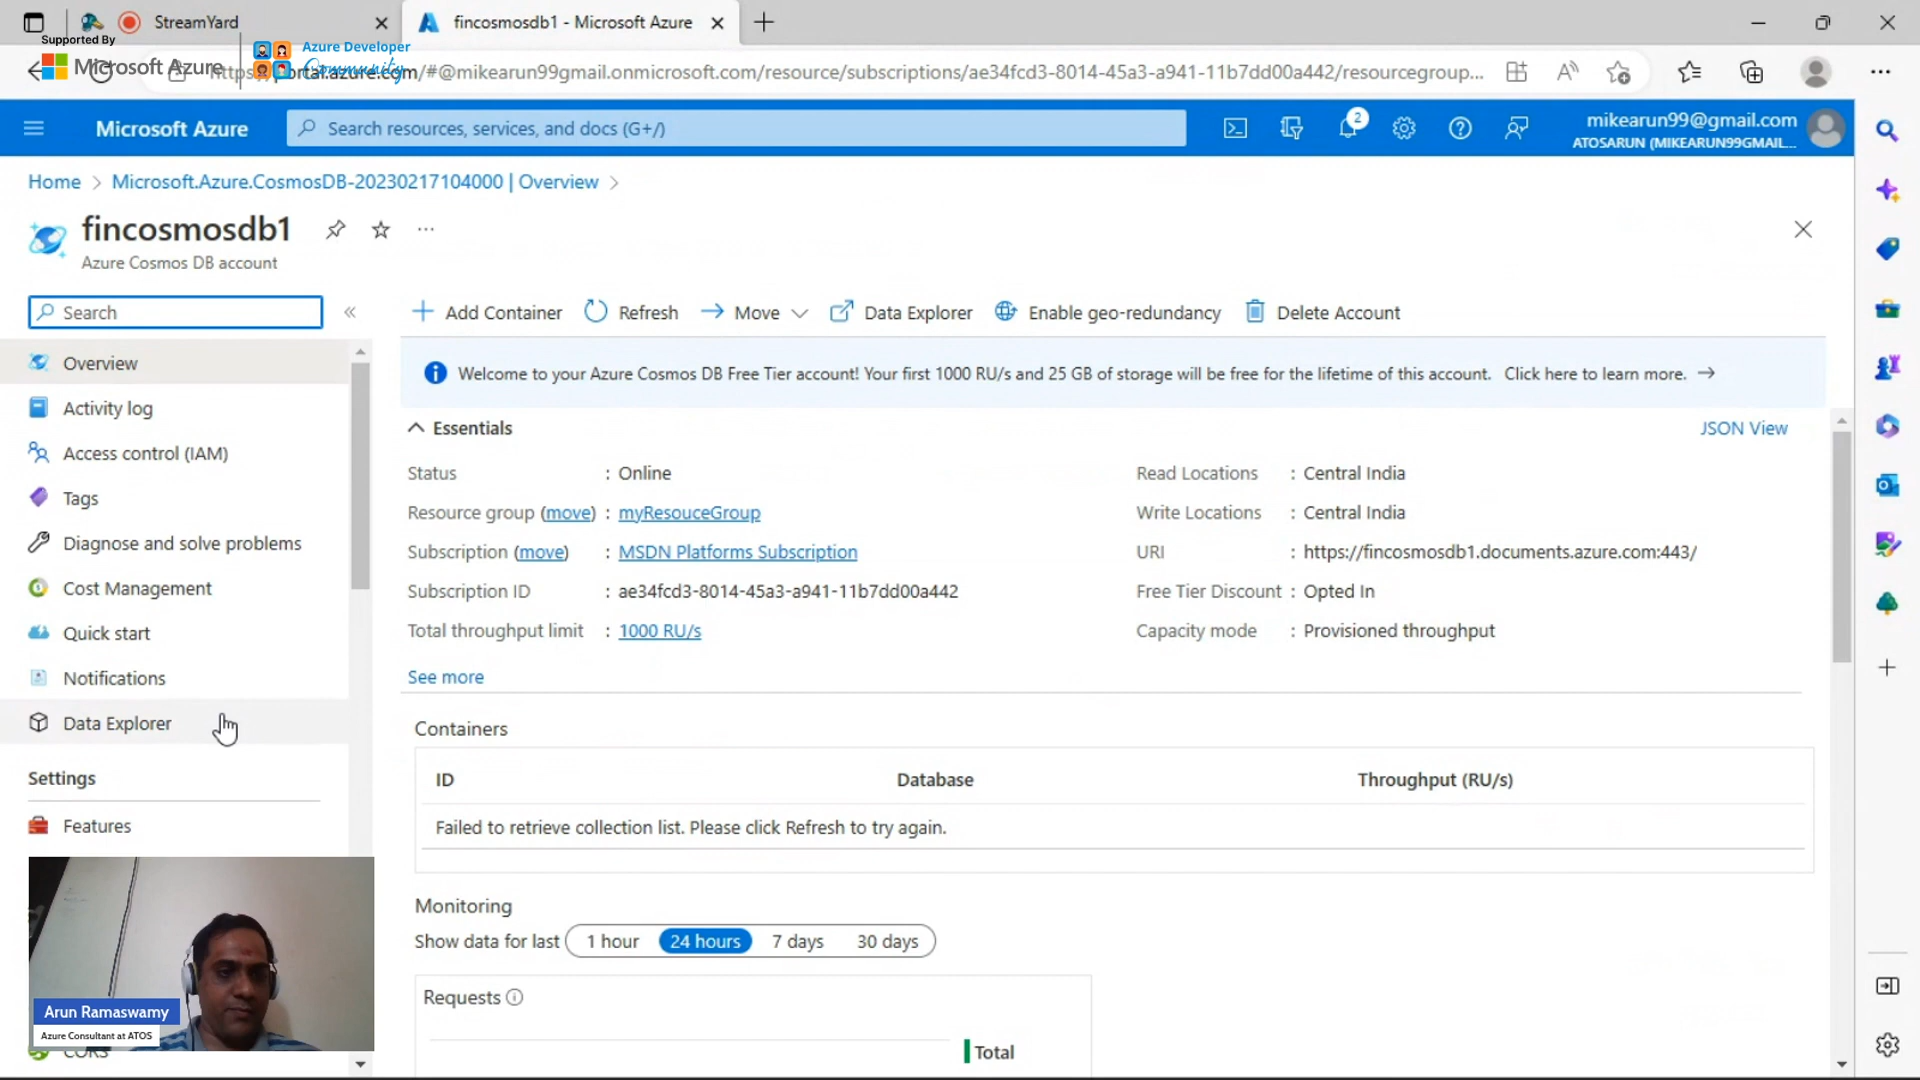 StreamYard
fincosmosdb1 - Microsoft Azure
Supported By
Microsoft Azure
Azure Developer
Community
portal.azure.com/#@mikearun99gmail.onmicrosoft.com/resource/subscriptions/ae34fcd3-8014-45a3-a941-11b7dd00a442/resourcegroup...
Microsoft Azure
Search resources, services, and docs (G+/)
2
mikearun99@gmail.com
ATOSARUN (MIKEARUN99GMAIL...
Home > Microsoft.Azure.CosmosDB-20230217104000 | Overview >
fincosmosdb1
Azure Cosmos DB account
Search
Add Container
Refresh
Move
Data Explorer
Enable geo-redundancy
Delete Account
Overview
Activity log
Access control (IAM)
Tags
Diagnose and solve problems
Cost Management
Quick start
Notifications
Data Explorer
Settings
Features
CORS
Welcome to your Azure Cosmos DB Free Tier account! Your first 1000 RU/s and 25 GB of storage will be free for the lifetime of this account. Click here to learn more.
Essentials
JSON View
Status : Online
Resource group (move) : myResouceGroup
Subscription (move) : MSDN Platforms Subscription
Subscription ID : ae34fcd3-8014-45a3-a941-11b7dd00a442
Total throughput limit : 1000 RU/s
Read Locations : Central India
Write Locations : Central India
URI : https://fincosmosdb1.documents.azure.com:443/
Free Tier Discount : Opted In
Capacity mode : Provisioned throughput
See more
Containers
ID Database Throughput (RU/s)
Failed to retrieve collection list. Please click Refresh to try again.
Monitoring
Show data for last 1 hour 24 hours 7 days 30 days
Requests
Total
Arun Ramaswamy
Azure Consultant at ATOS